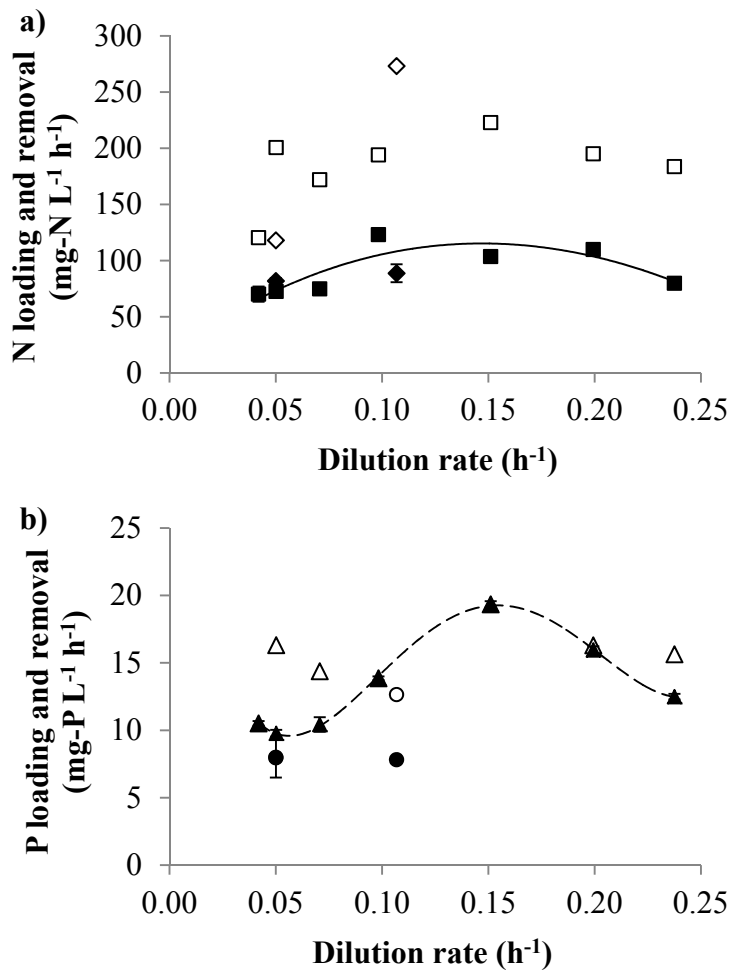 a)
N loading and removal
(mg-N L⁻¹ h⁻¹)
300
250
200
150
100
50
0
0.00 0.05 0.10 0.15 0.20 0.25
Dilution rate (h⁻¹)
b)
P loading and removal
(mg-P L⁻¹ h⁻¹)
25
20
15
10
5
0
0.00 0.05 0.10 0.15 0.20 0.25
Dilution rate (h⁻¹)